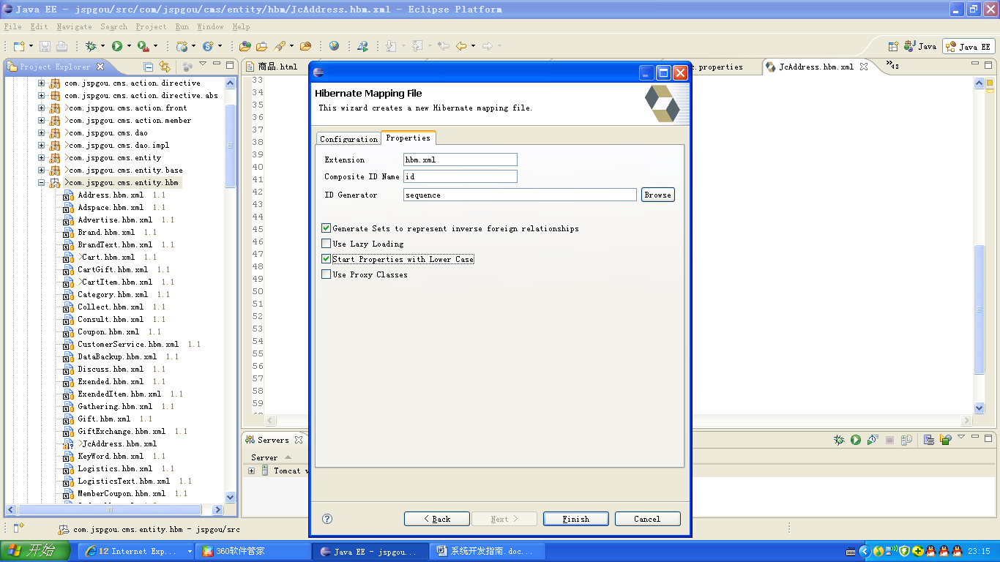 Java EE - jspgou/src/com/jspgou/cms/entity/hbm/JcAddress.hbm.xml - Eclipse Platform
File Edit Navigate Search Project Run Window Help
Java
Java EE
Project Explorer
com.jspgou.cms.action.directive
com.jspgou.cms.action.directive.abs
>com.jspgou.cms.action.front
>com.jspgou.cms.action.member
>com.jspgou.cms.dao
>com.jspgou.cms.dao.impl
>com.jspgou.cms.entity
>com.jspgou.cms.entity.base
>com.jspgou.cms.entity.hbm
Address.hbm.xml 1.1
Adspace.hbm.xml 1.1
Advertise.hbm.xml 1.1
Brand.hbm.xml 1.1
BrandText.hbm.xml 1.1
>Cart.hbm.xml 1.1
CartGift.hbm.xml 1.1
>CartItem.hbm.xml 1.1
Category.hbm.xml 1.1
Collect.hbm.xml 1.1
Consult.hbm.xml 1.1
Coupon.hbm.xml 1.1
CustomerService.hbm.xml 1.1
DataBackup.hbm.xml 1.1
Discuss.hbm.xml 1.1
Exended.hbm.xml 1.1
ExendedItem.hbm.xml 1.1
Gathering.hbm.xml 1.1
Gift.hbm.xml 1.1
GiftExchange.hbm.xml 1.1
>JcAddress.hbm.xml
KeyWord.hbm.xml 1.1
Logistics.hbm.xml 1.1
LogisticsText.hbm.xml 1.1
MemberCoupon.hbm.xml 1.1
商品.html
c.properties
JcAddress.hbm.xml
»43
33
34
35
36
37
38
39
40
41
42
43
44
45
46
47
48
49
50
51
52
53
54
55
56
57
58
59
Hibernate Mapping File
This wizard creates a new Hibernate mapping file.
Configuration
Properties
Extension
hbm.xml
Composite ID Name
id
ID Generator
sequence
Browse
Generate Sets to represent inverse foreign relationships
Use Lazy Loading
Start Properties with Lower Case
Use Proxy Classes
< Back
Next >
Finish
Cancel
Servers
Server
Tomcat v
com.jspgou.cms.entity.hbm - jspgou/src
开始
12 Internet Exp...
360软件管家
Java EE - jspgou...
系统开发指南.doc...
23:15